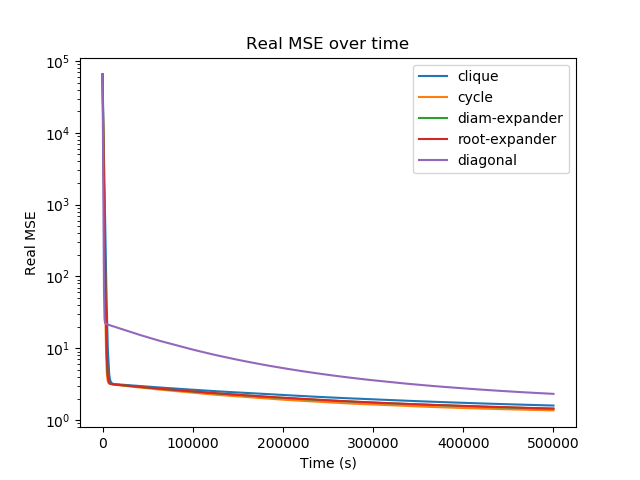 Real MSE over time
Real MSE
10^5
10^4
10^3
10^2
10^1
10^0
clique
cycle
diam-expander
root-expander
diagonal
0
100000
200000
300000
400000
500000
Time (s)